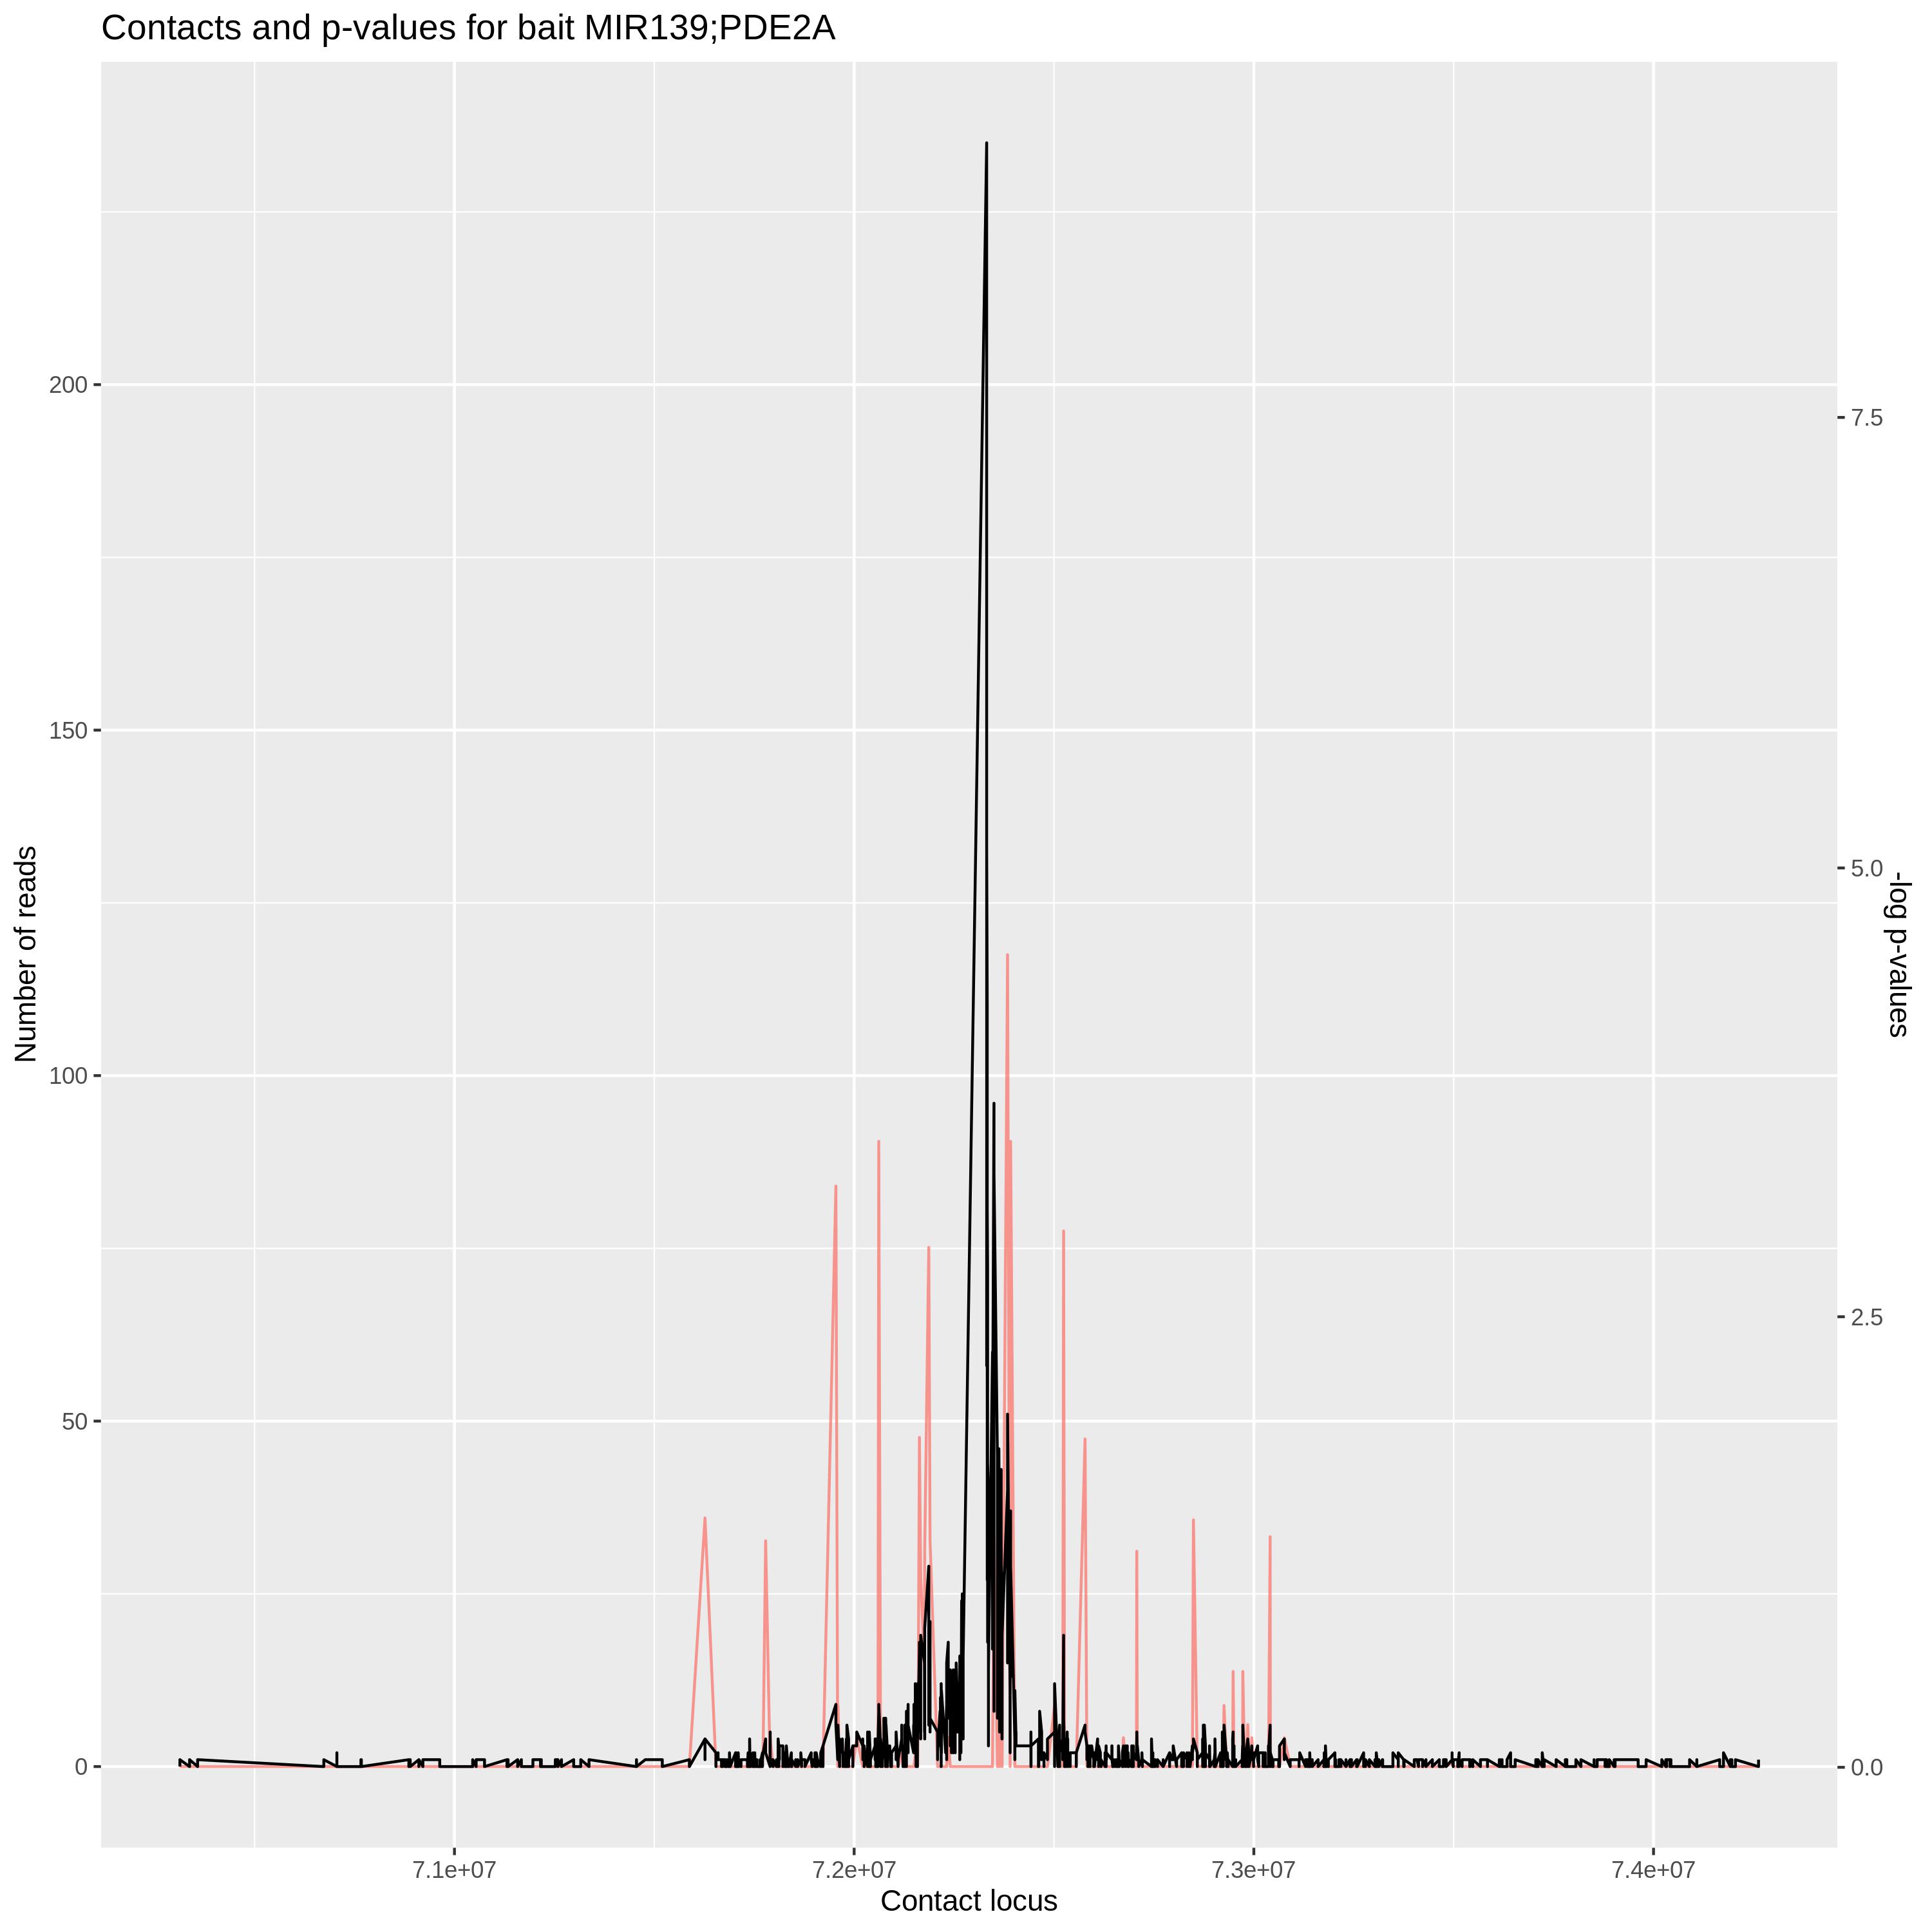 Contacts and p-values for bait MIR139;PDE2A
Number of reads
200
150
100
50
0
7.5
5.0
2.5
0.0
-log p-values
7.1e+07
7.2e+07
7.3e+07
7.4e+07
Contact locus